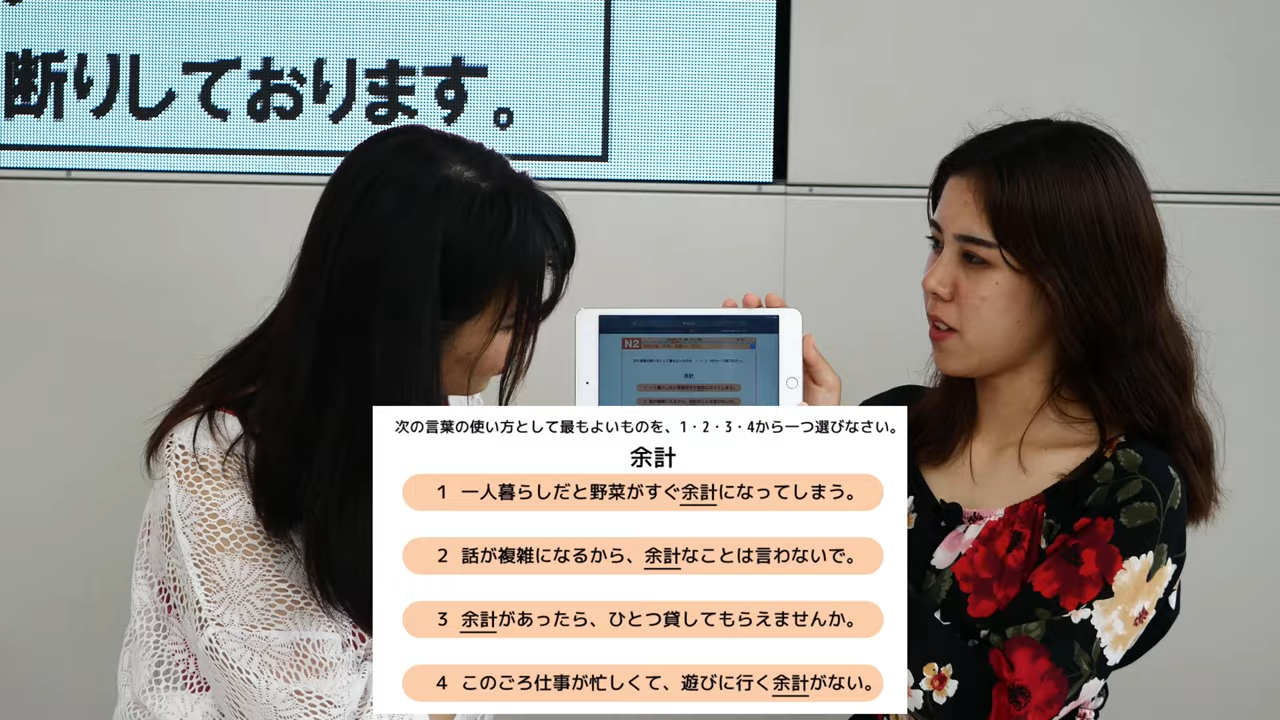 断りしております。
N2
余計
次の言葉の使い方として最もよいものを、1・2・3・4から一つ選びなさい。
余計
1 一人暮らしだと野菜がすぐ余計になってしまう。
2 話が複雑になるから、余計なことは言わないで。
3 余計があったら、ひとつ貸してもらえませんか。
4 このごろ仕事が忙しくて、遊びに行く余計がない。